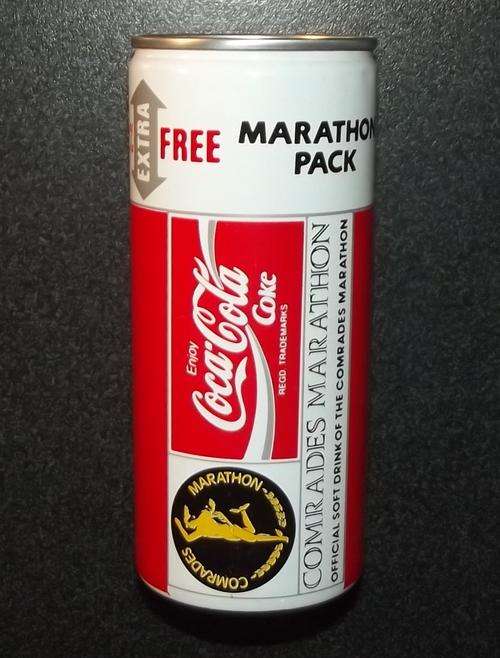 EXTRA
FREE
MARATHON
PACK
Enjoy
Coca-Cola
Coke
REGD TRADEMARKS
COMRADES MARATHON
OFFICIAL SOFT DRINK OF THE COMRADES MARATHON
MARATHON
COMRADES